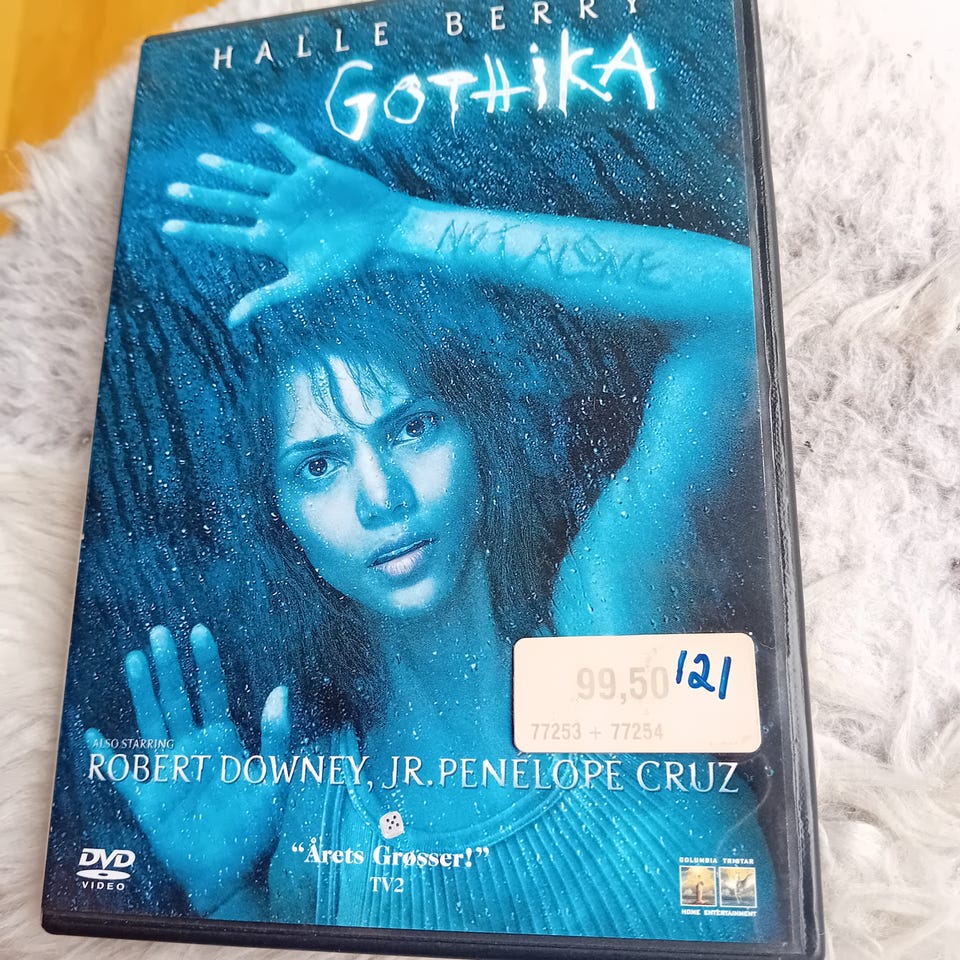 HALLE BERRY
GOTHIKA
NOT ALONE
99,50 121
77253 + 77254
ALSO STARRING
ROBERT DOWNEY, JR. PENÉLOPE CRUZ
“Årets Grøsser!”
TV2
DVD
VIDEO
COLUMBIA TRISTAR
HOME ENTERTAINMENT